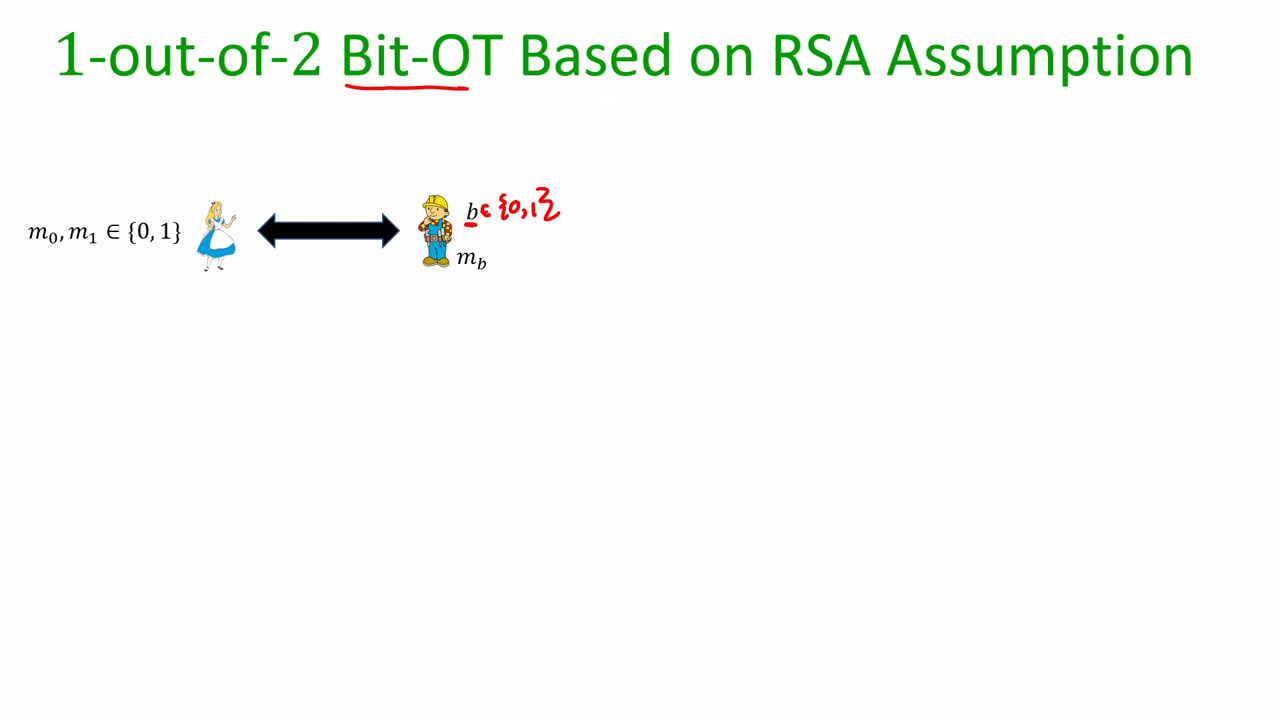 1-out-of-2 Bit-OT Based on RSA Assumption
b ∈ {0,1}
m₀, m₁ ∈ {0, 1}
m_b